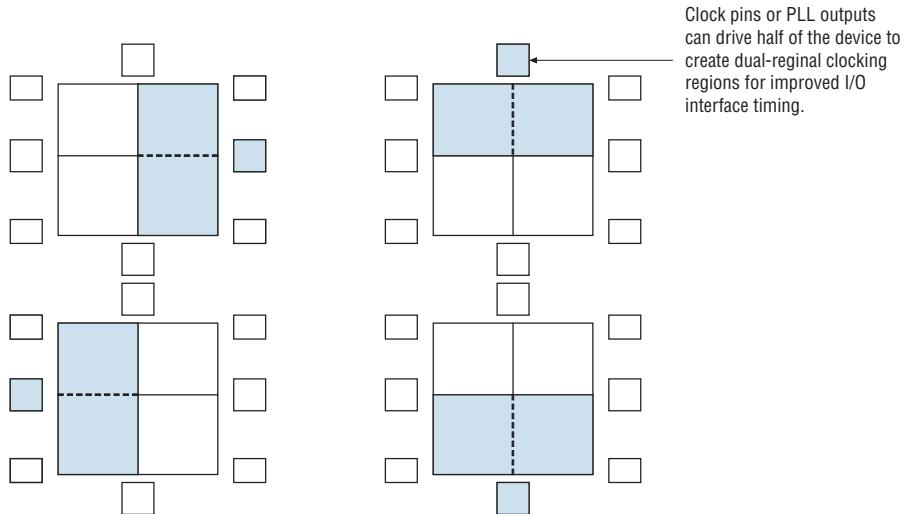 Clock pins or PLL outputs
can drive half of the device to
create dual-reginal clocking
regions for improved I/O
interface timing.